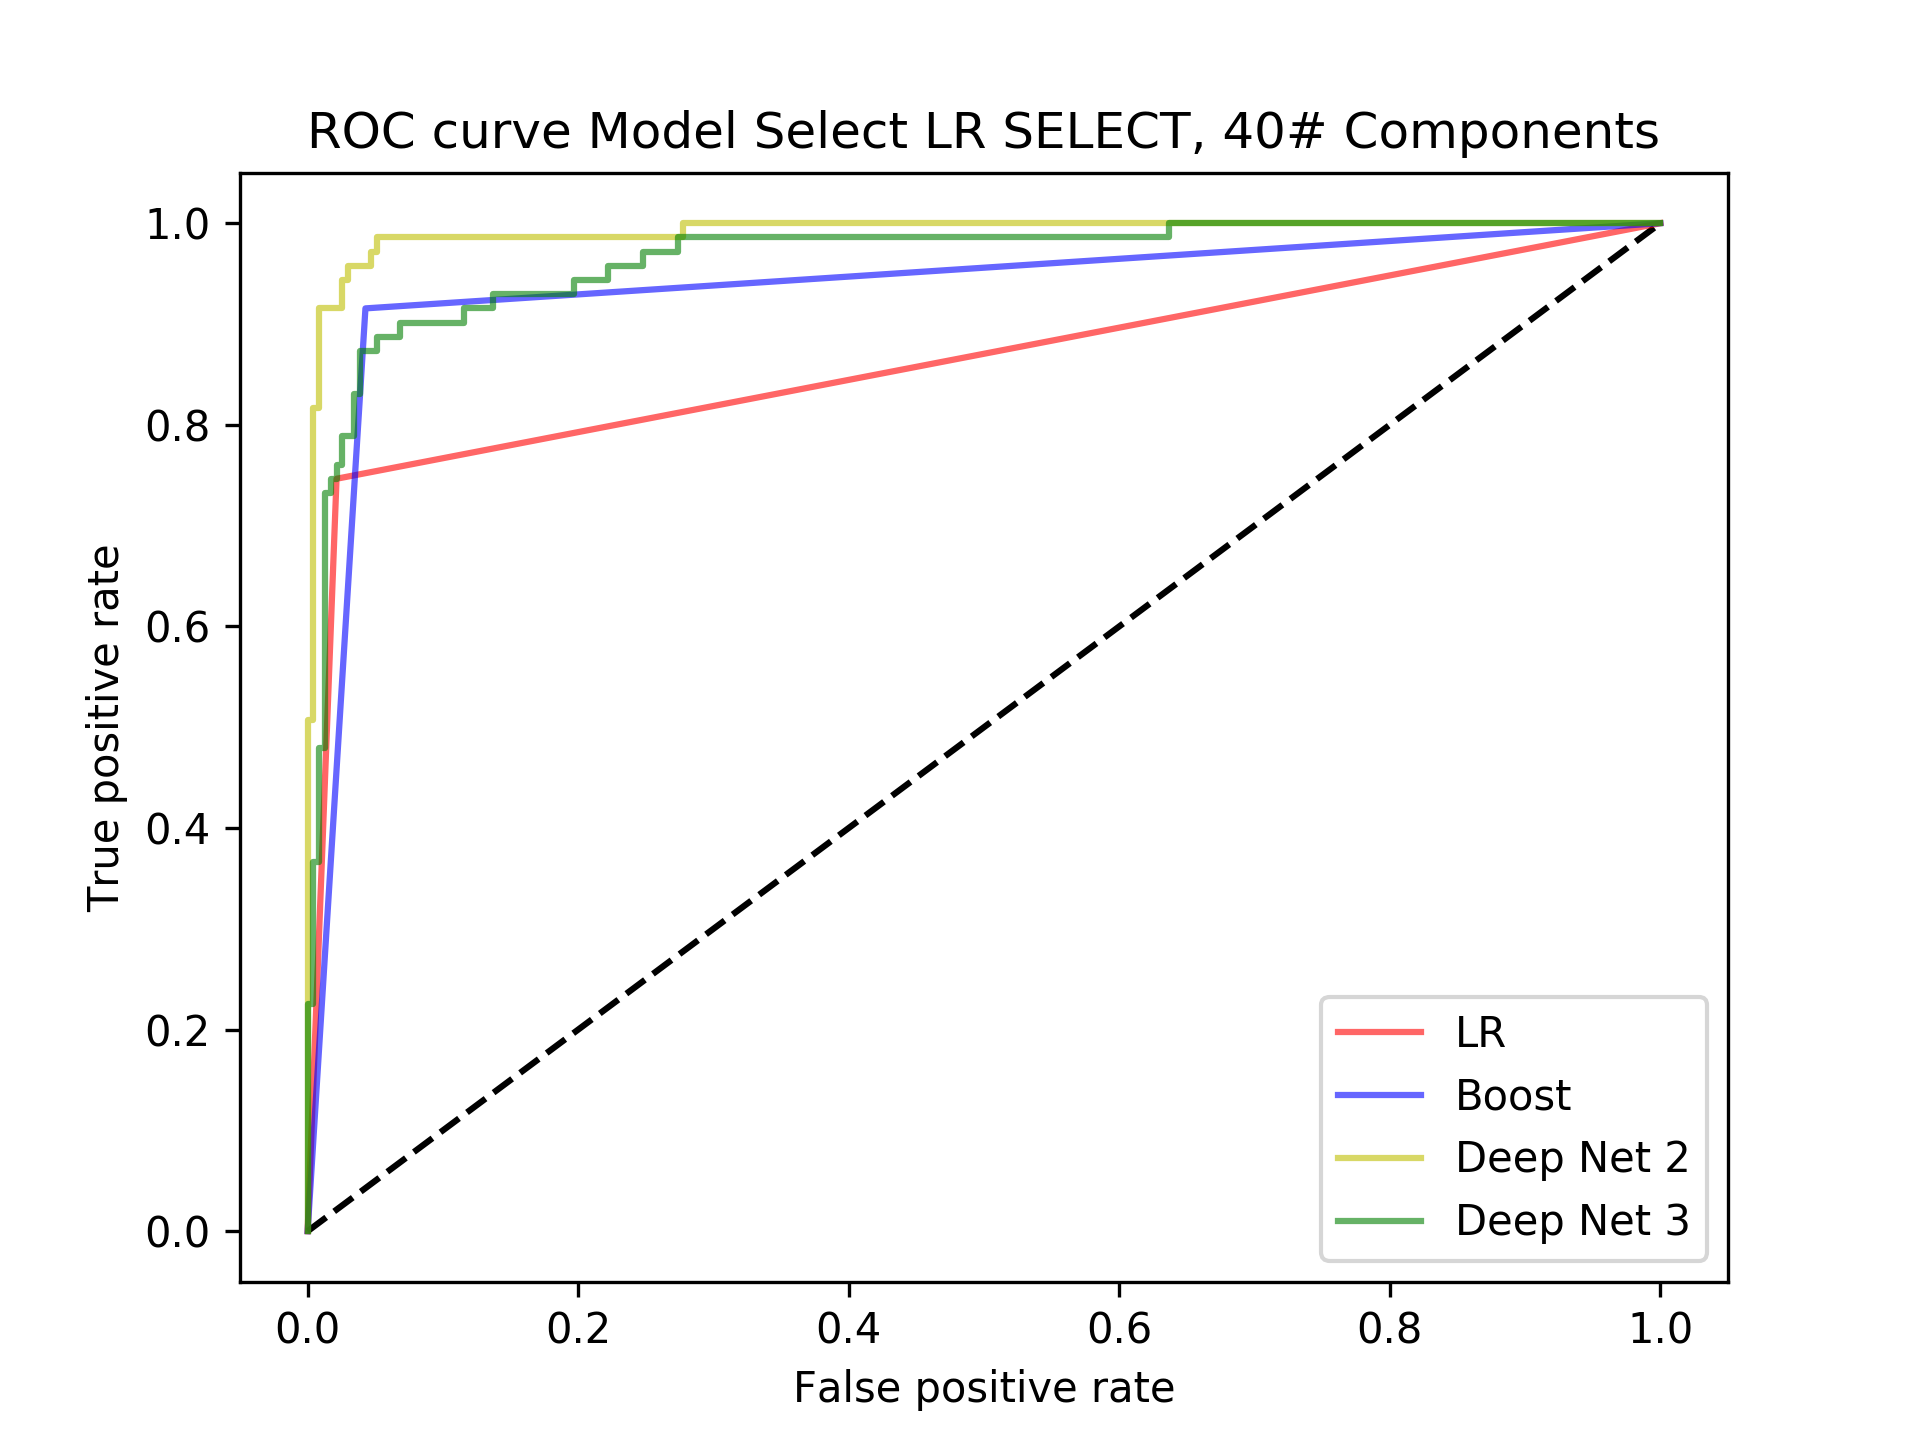 ROC curve Model Select LR SELECT, 40# Components
1.0
0.8
0.6
0.4
0.2
0.0
True positive rate
0.0 0.2 0.4 0.6 0.8 1.0
False positive rate
LR
Boost
Deep Net 2
Deep Net 3